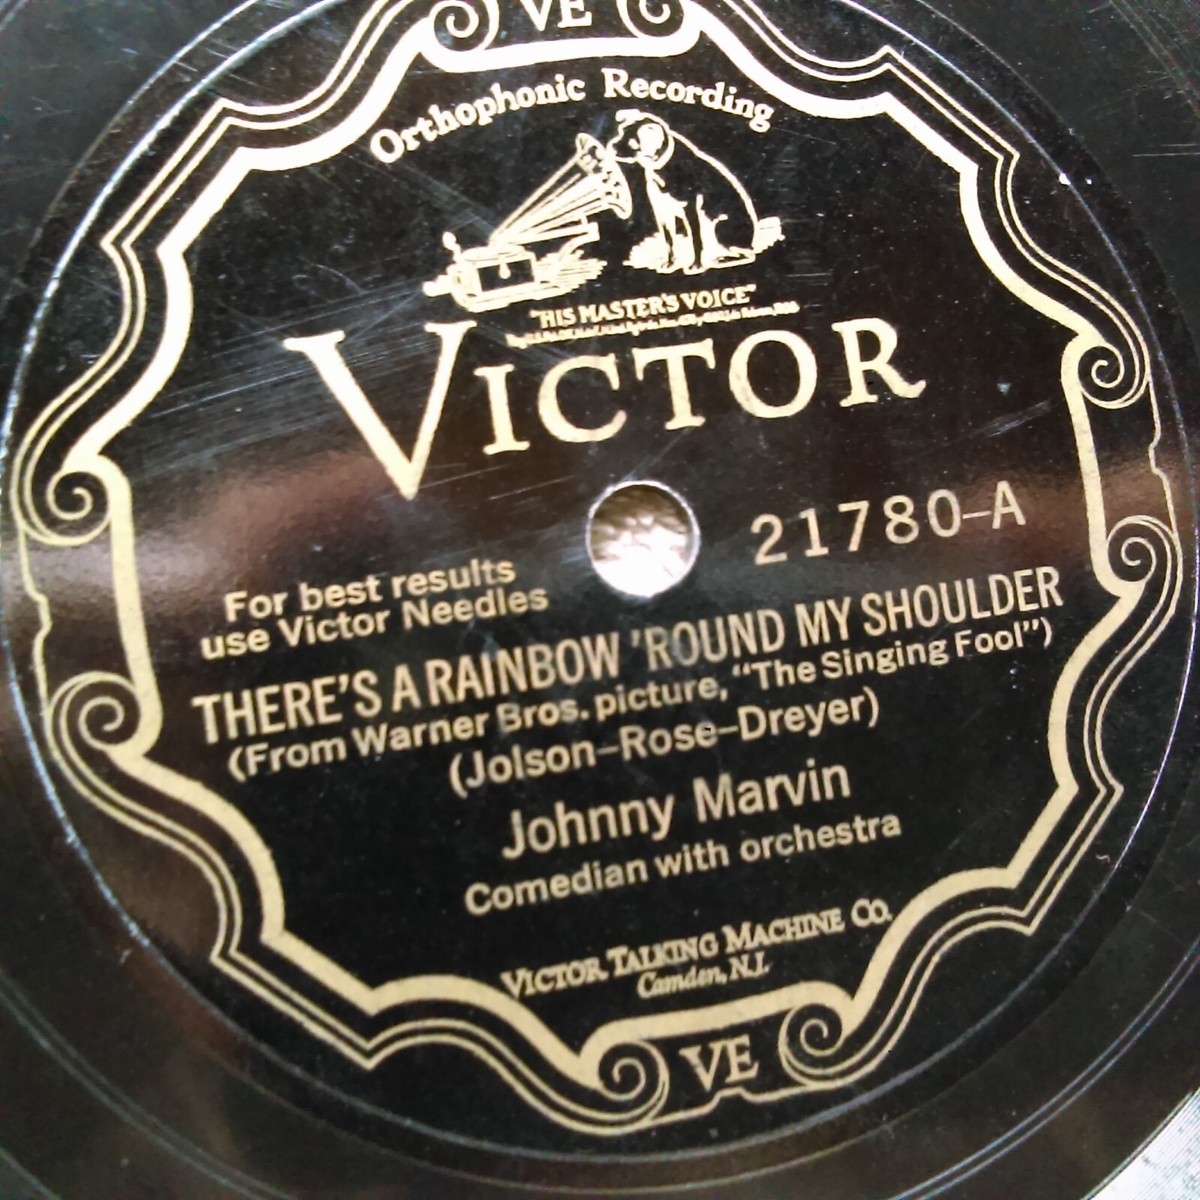 VE
Orthophonic Recording
"HIS MASTER'S VOICE"
VICTOR
21780-A
For best results
use Victor Needles
THERE'S A RAINBOW 'ROUND MY SHOULDER
(From Warner Bros. picture, "The Singing Fool")
(Jolson-Rose-Dreyer)
Johnny Marvin
Comedian with orchestra
VICTOR TALKING MACHINE CO.
Camden, N.J.
VE